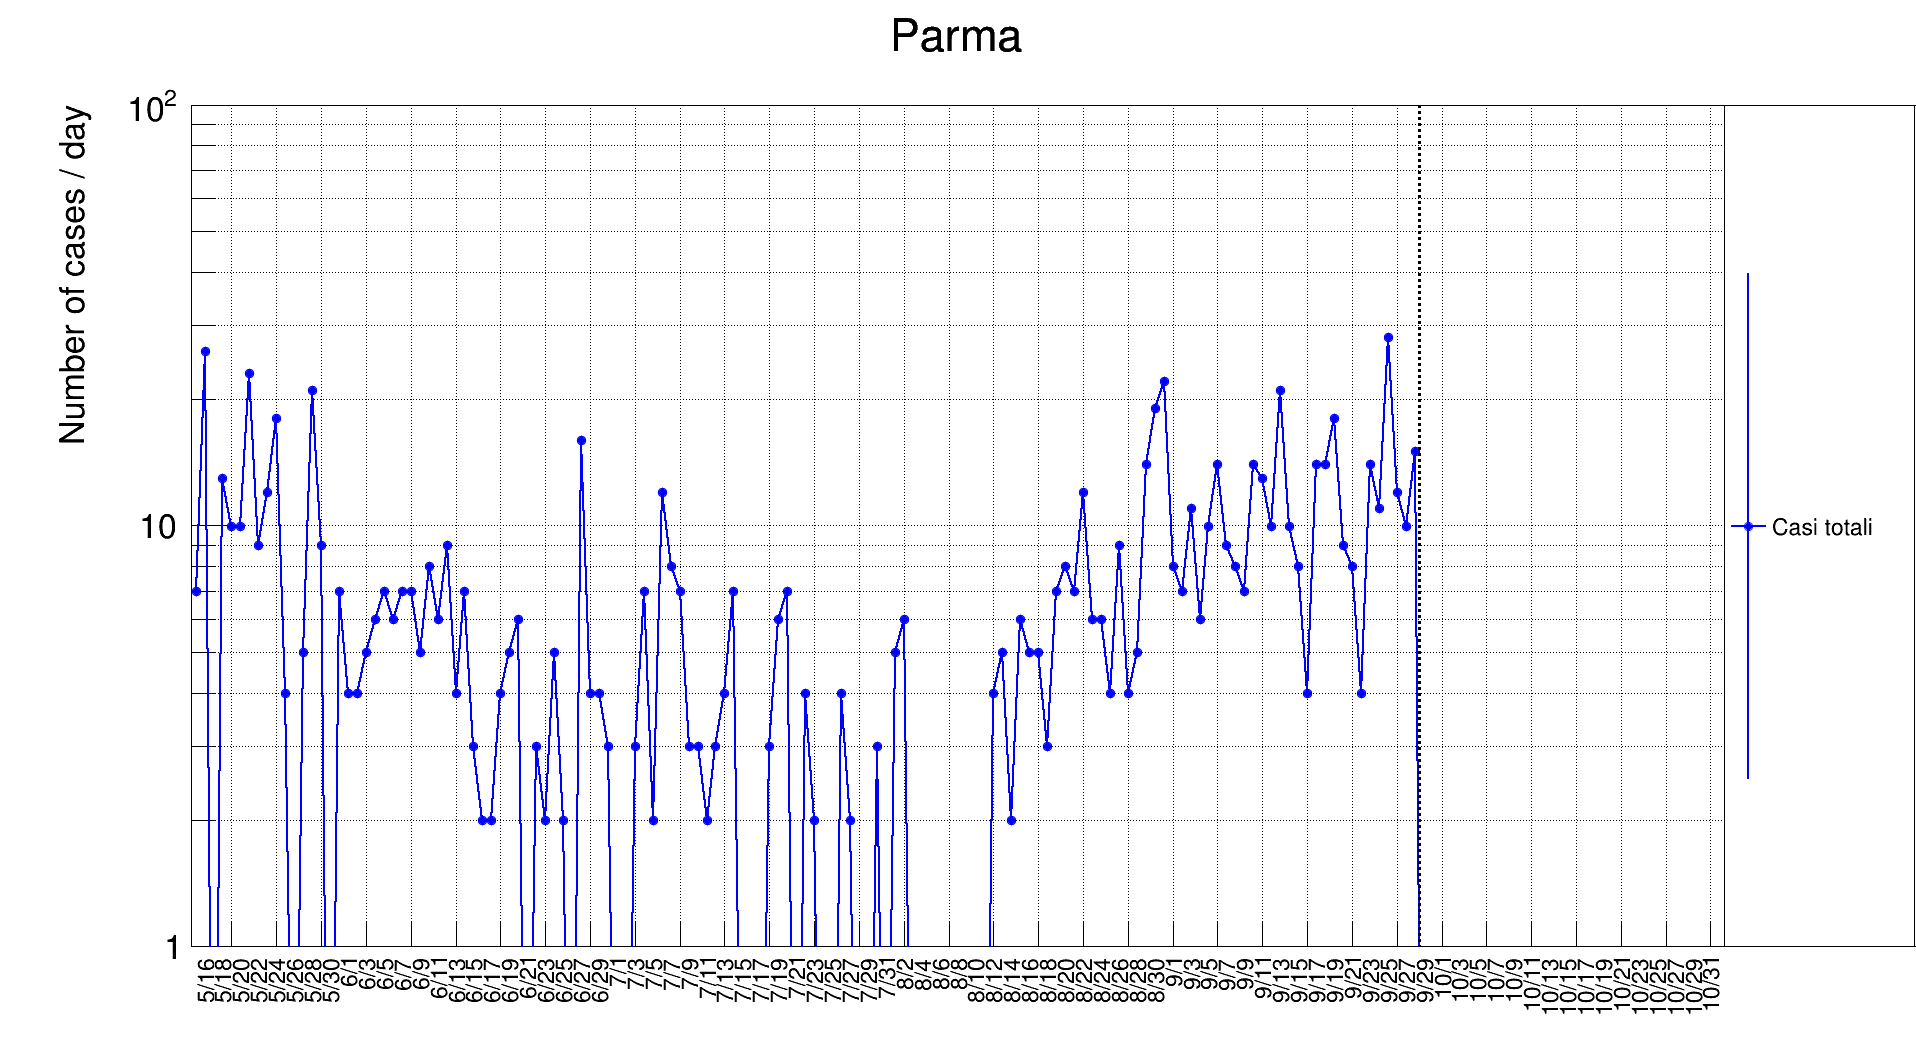 Parma
Number of cases / day
10²
10
1
Casi totali
5/16 5/18 5/20 5/22 5/24 5/26 5/28 5/30 6/1 6/3 6/5 6/7 6/9 6/11 6/13 6/15 6/17 6/19 6/21 6/23 6/25 6/27 6/29 7/1 7/3 7/5 7/7 7/9 7/11 7/13 7/15 7/17 7/19 7/21 7/23 7/25 7/27 7/29 7/31 8/2 8/4 8/6 8/8 8/10 8/12 8/14 8/16 8/18 8/20 8/22 8/24 8/26 8/28 8/30 9/1 9/3 9/5 9/7 9/9 9/11 9/13 9/15 9/17 9/19 9/21 9/23 9/25 9/27 9/29 10/1 10/3 10/5 10/7 10/9 10/11 10/13 10/15 10/17 10/19 10/21 10/23 10/25 10/27 10/29 10/31